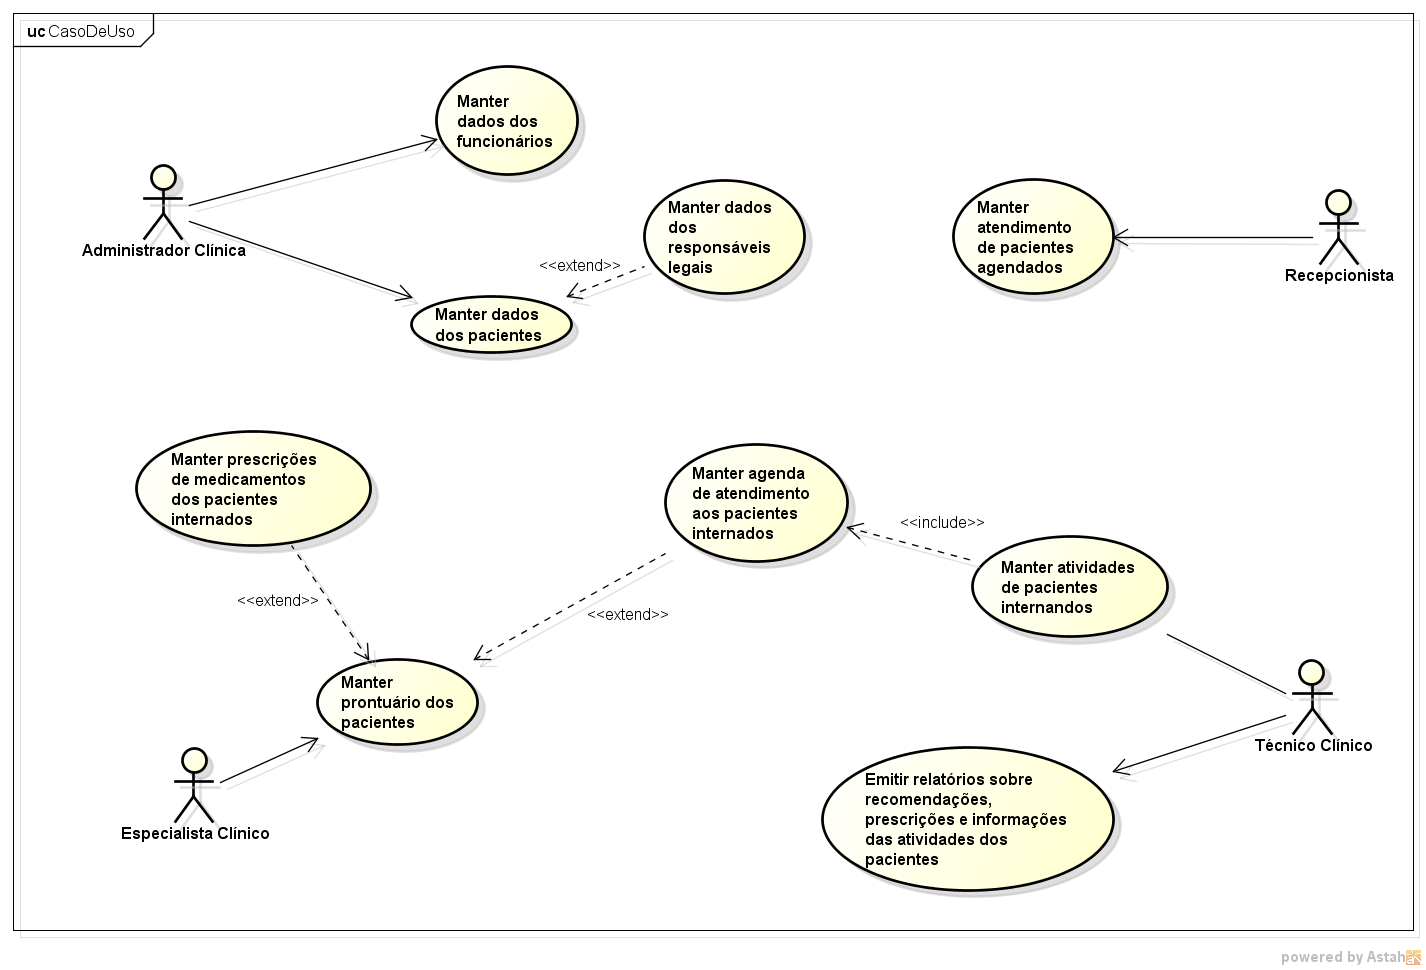 uc CasoDeUso
Manter
dados dos
funcionários
Administrador Clínica
Manter dados
dos
responsáveis
legais
<<extend>>
Manter dados
dos pacientes
Manter
atendimento
de pacientes
agendados
Recepcionista
Manter prescrições
de medicamentos
dos pacientes
internados
<<extend>>
Manter agenda
de atendimento
aos pacientes
internados
<<include>>
Manter atividades
de pacientes
internandos
<<extend>>
Manter
prontuário dos
pacientes
Especialista Clínico
Técnico Clínico
Emitir relatórios sobre
recomendações,
prescrições e informações
das atividades dos
pacientes
powered by Astah